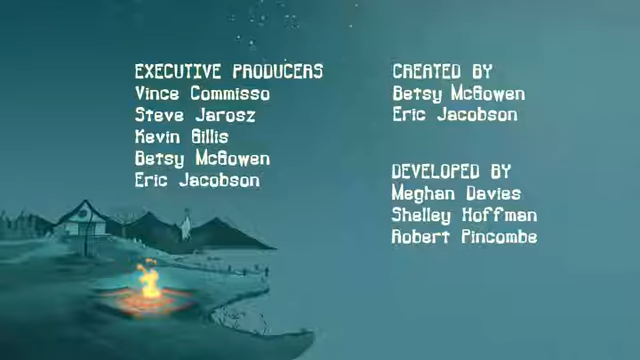 EXECUTIVE PRODUCERS
Vince Commisso
Steve Jarosz
Kevin Gillis
Betsy McGowen
Eric Jacobson
CREATED BY
Betsy McGowen
Eric Jacobson
DEVELOPED BY
Meghan Davies
Shelley Hoffman
Robert Pincombe